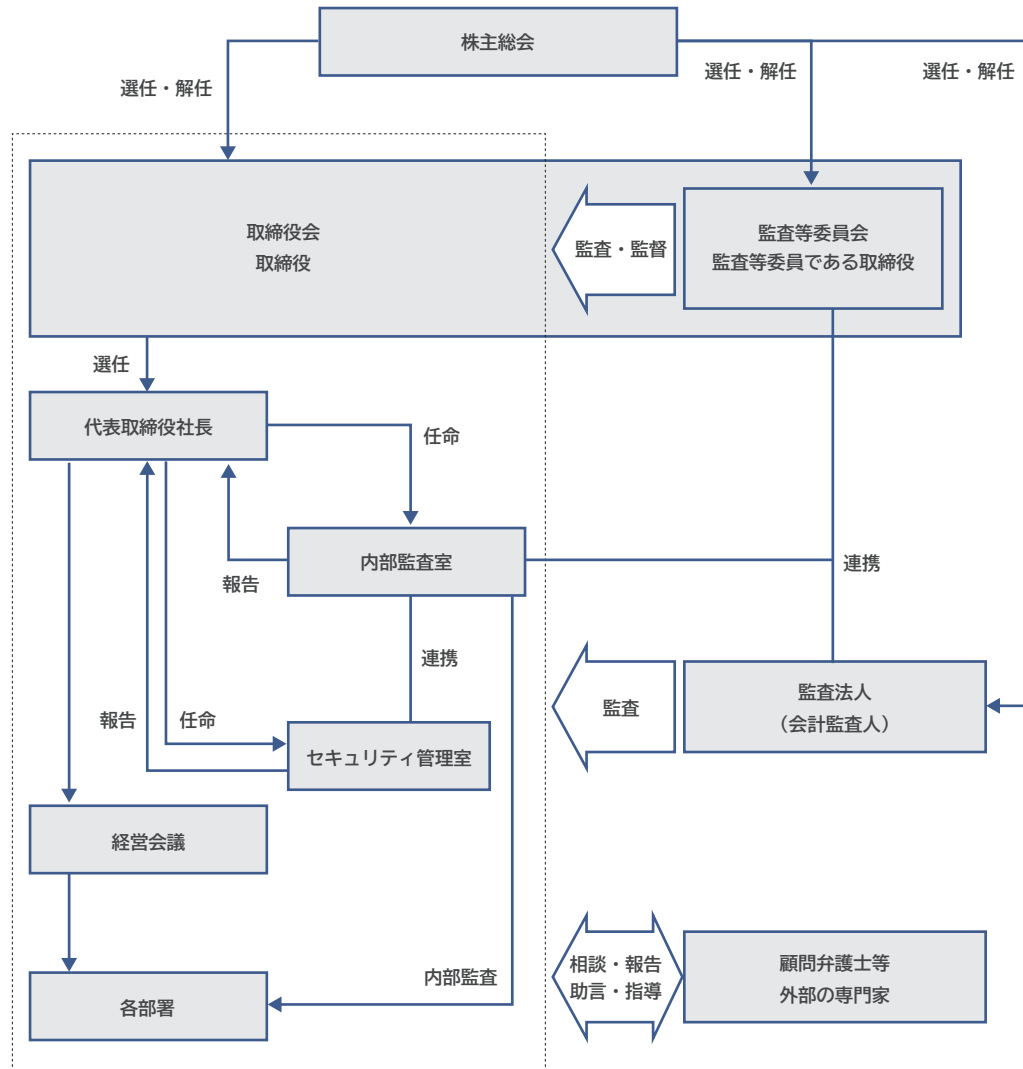 株主総会
選任・解任
選任・解任
選任・解任
取締役会
取締役
監査・監督
監査等委員会
監査等委員である取締役
選任
代表取締役社長
任命
内部監査室
報告
連携
連携
監査
監査法人
（会計監査人）
報告
任命
セキュリティ管理室
経営会議
相談・報告
助言・指導
顧問弁護士等
外部の専門家
内部監査
各部署